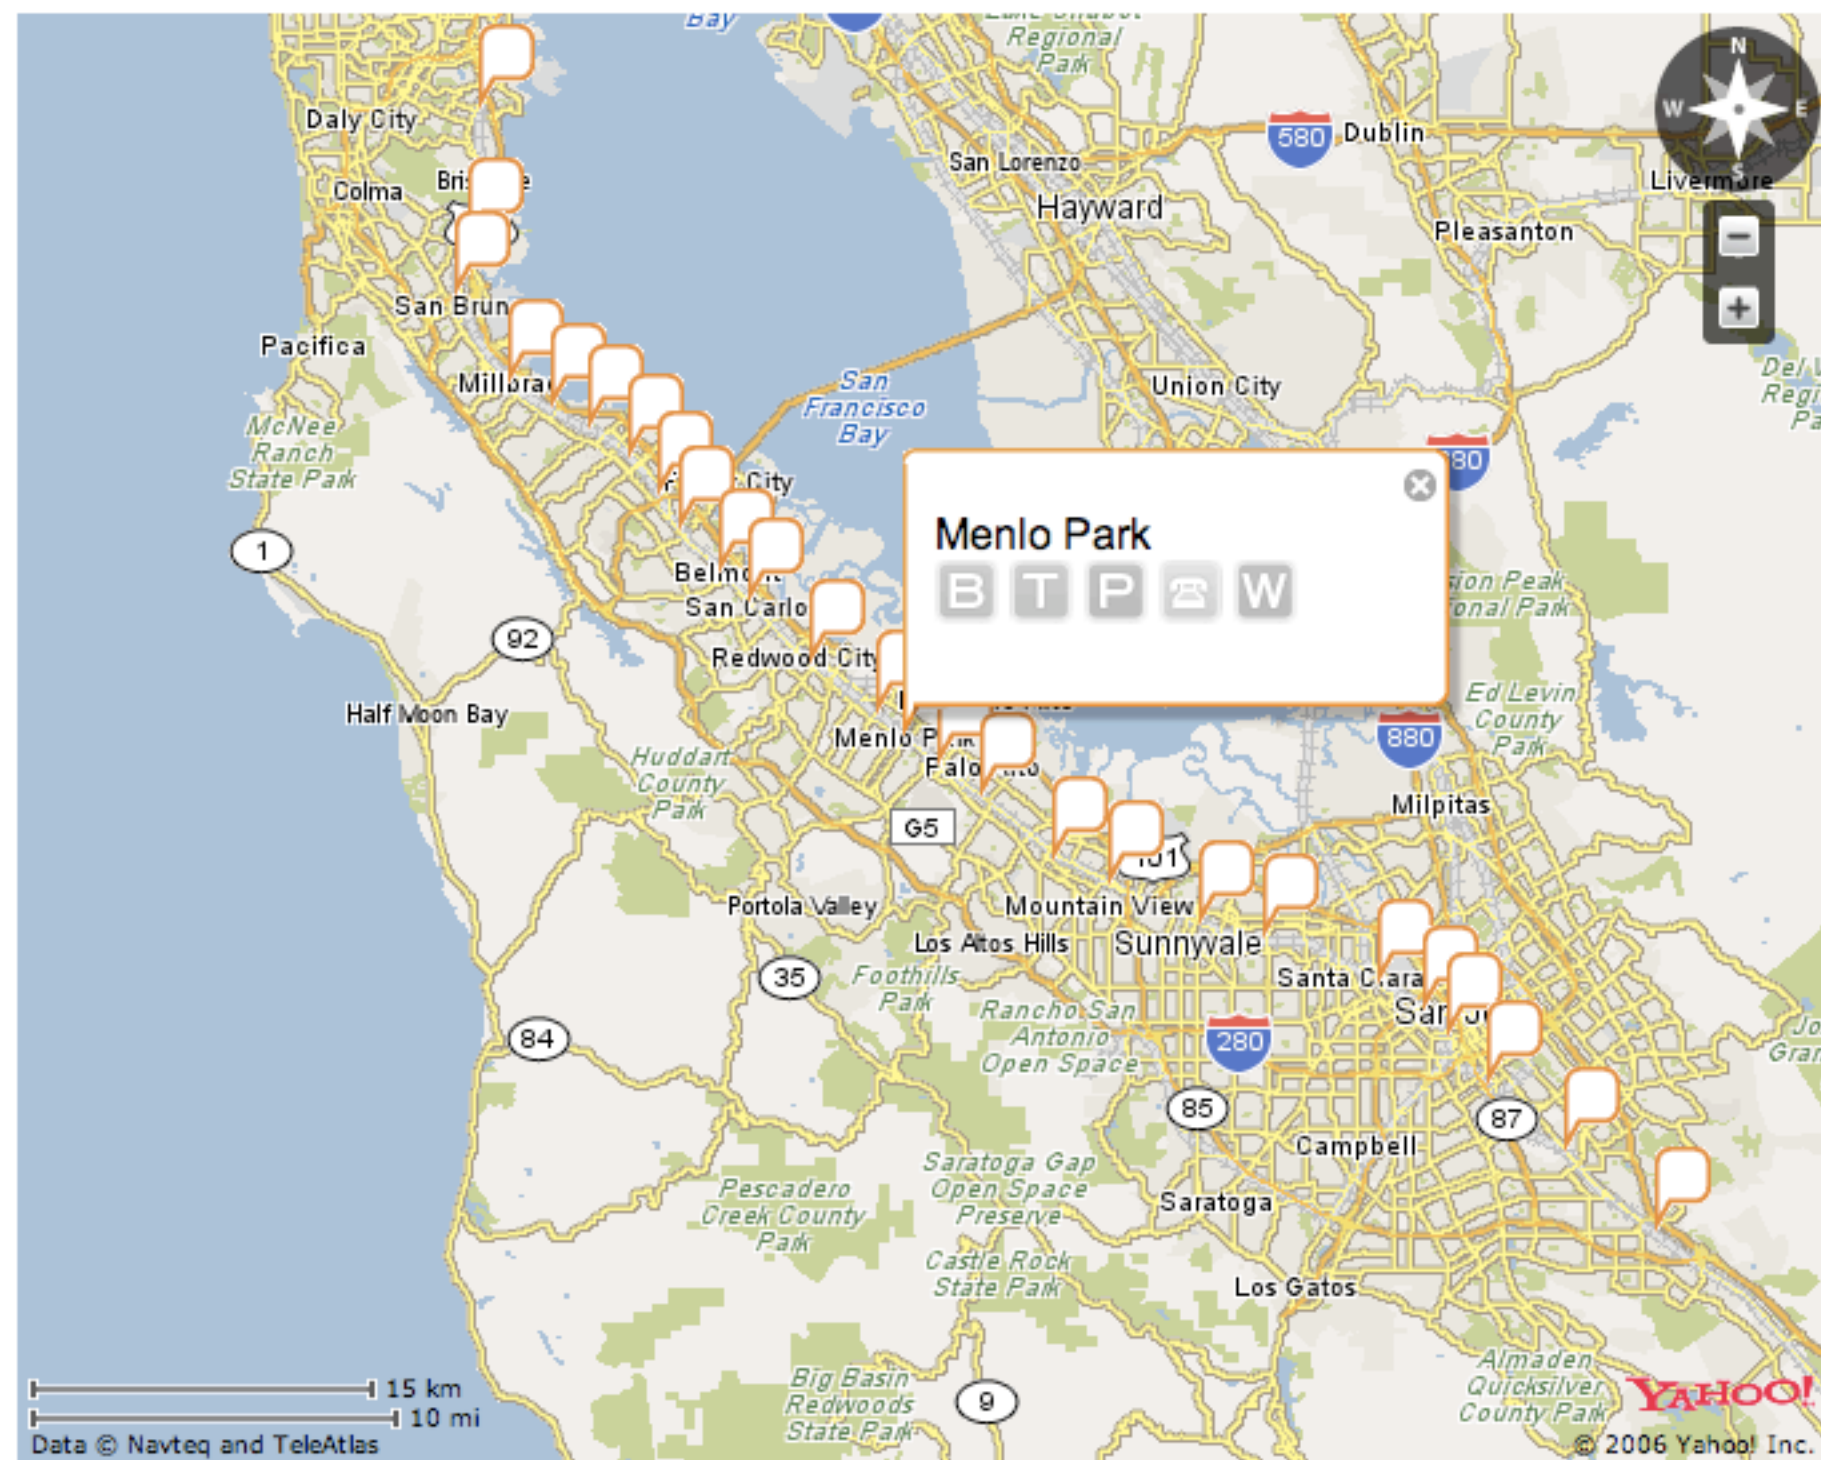 Bay
Regional
Park
N
W
E
S
Daly City
580
Dublin
San Lorenzo
Livermore
Colma
Hayward
Pleasanton
San Brun
Pacifica
Millbrae
San
Francisco
Bay
Union City
McNee
Ranch
State Park
City
Menlo Park
B T P W
1
Belmont
San Carlo
92
Redwood City
Half Moon Bay
Ed Levin
County
Park
Menlo Park
880
Palo Alto
Huddart
County
Park
Milpitas
G5
101
Portola Valley
Mountain View
Los Altos Hills
Sunnyvale
35
Foothills
Park
Santa Clara
Rancho San
Antonio
Open Space
84
280
85
87
Campbell
Saratoga Gap
Open Space
Preserve
Pescadero
Creek County
Park
Saratoga
Castle Rock
State Park
Los Gatos
Almaden
Quicksilver
County Park
Big Basin
Redwoods
State Park
9
YAHOO!
15 km
10 mi
Data © Navteq and TeleAtlas
© 2006 Yahoo! Inc.